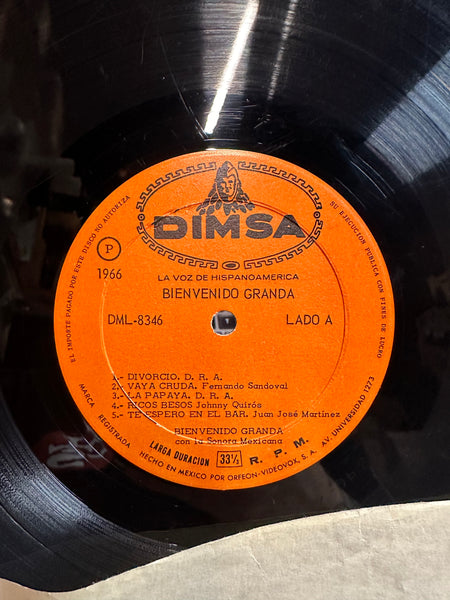 DIMSA
LA VOZ DE HISPANOAMERICA
BIENVENIDO GRANDA
P
1966
DML-8346
LADO A
1.- DIVORCIO. D. R. A.
2.- VAYA CRUDA. Fernando Sandoval
3.- LA PAPAYA. D. R. A.
4.- RICOS BESOS Johnny Quirós
5.- TE ESPERO EN EL BAR. Juan José Martínez
BIENVENIDO GRANDA
con la Sonora Mexicana
LARGA DURACION 33⅓ R. P. M.
MARCA REGISTRADA HECHO EN MEXICO POR ORFEON-VIDEOVOX, S. A. AV. UNIVERSIDAD 1273
EL IMPORTE PAGADO POR ESTE DISCO NO AUTORIZA
SU EJECUCION PUBLICA CON FINES DE LUCRO